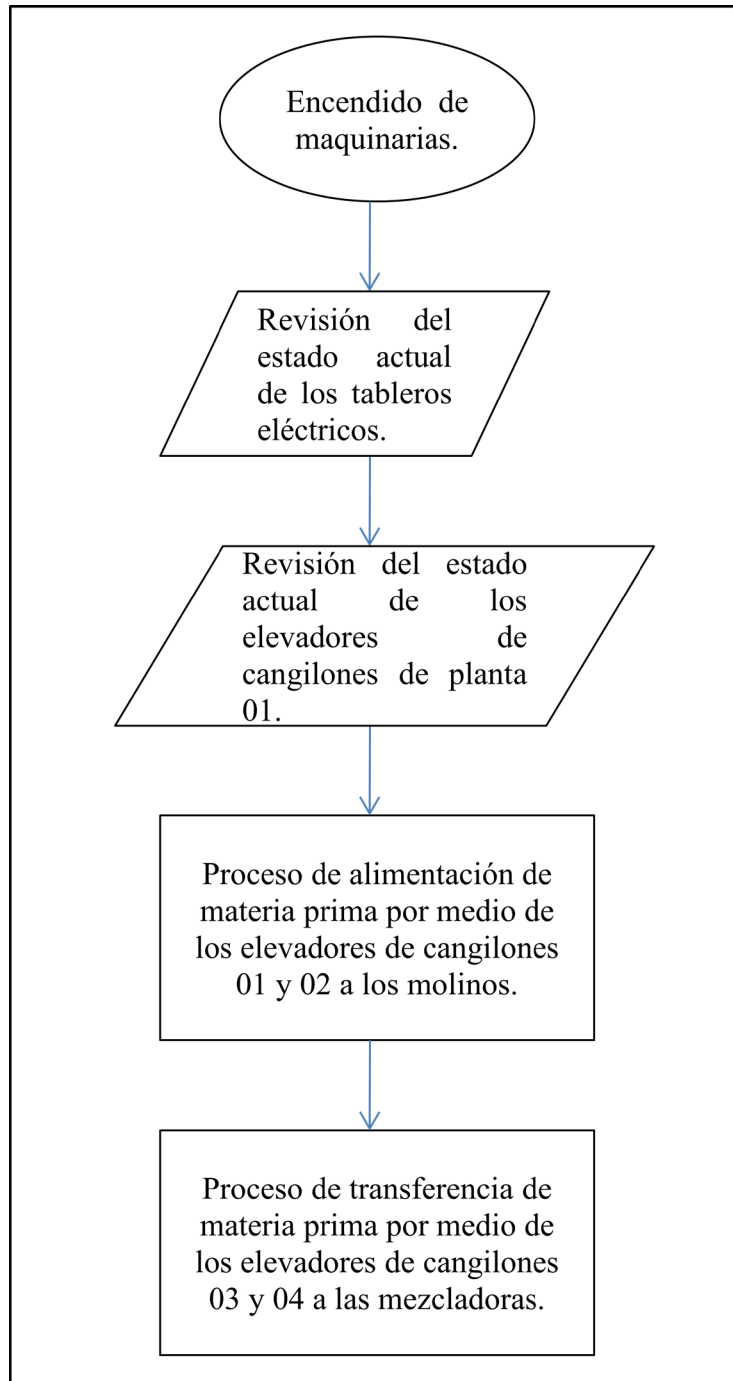 Encendido de
maquinarias.
Revisión del
estado actual
de los tableros
eléctricos.
Revisión del estado
actual de los
elevadores de
cangilones de planta
01.
Proceso de alimentación de
materia prima por medio de
los elevadores de cangilones
01 y 02 a los molinos.
Proceso de transferencia de
materia prima por medio de
los elevadores de cangilones
03 y 04 a las mezcladoras.